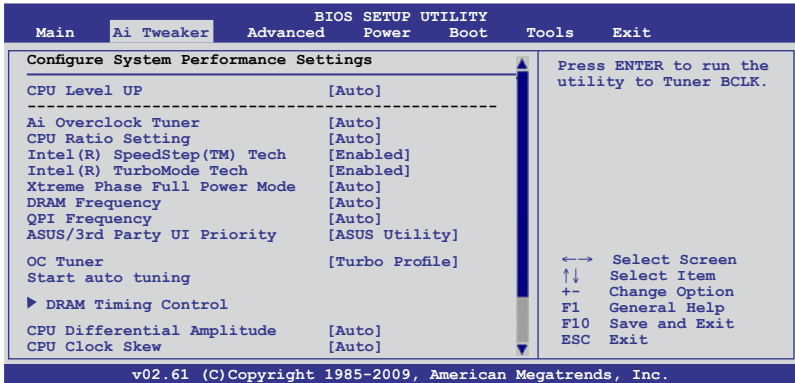 BIOS SETUP UTILITY
Main Ai Tweaker Advanced Power Boot Tools Exit
Configure System Performance Settings
CPU Level UP [Auto]
------------------------------------------------
Ai Overclock Tuner [Auto]
CPU Ratio Setting [Auto]
Intel(R) SpeedStep(TM) Tech [Enabled]
Intel(R) TurboMode Tech [Enabled]
Xtreme Phase Full Power Mode [Auto]
DRAM Frequency [Auto]
QPI Frequency [Auto]
ASUS/3rd Party UI Priority [ASUS Utility]
OC Tuner [Turbo Profile]
Start auto tuning
DRAM Timing Control
CPU Differential Amplitude [Auto]
CPU Clock Skew [Auto]
Press ENTER to run the
utility to Tuner BCLK.
←→ Select Screen
↑↓ Select Item
+- Change Option
F1 General Help
F10 Save and Exit
ESC Exit
v02.61 (C)Copyright 1985-2009, American Megatrends, Inc.